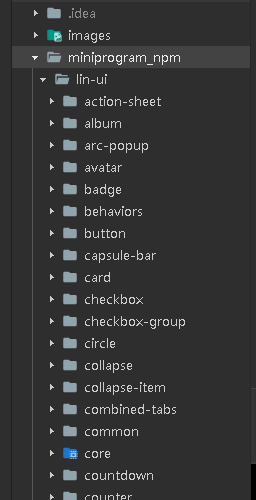 .idea
images
miniprogram_npm
lin-ui
action-sheet
album
arc-popup
avatar
badge
behaviors
button
capsule-bar
card
checkbox
checkbox-group
circle
collapse
collapse-item
combined-tabs
common
core
countdown
counter